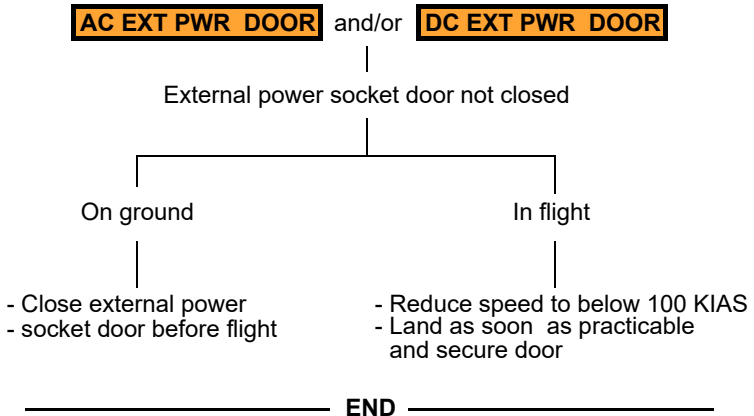 AC EXT PWR DOOR and/or DC EXT PWR DOOR
External power socket door not closed
On ground
In flight
- Close external power
- socket door before flight
- Reduce speed to below 100 KIAS
- Land as soon as practicable
and secure door
END